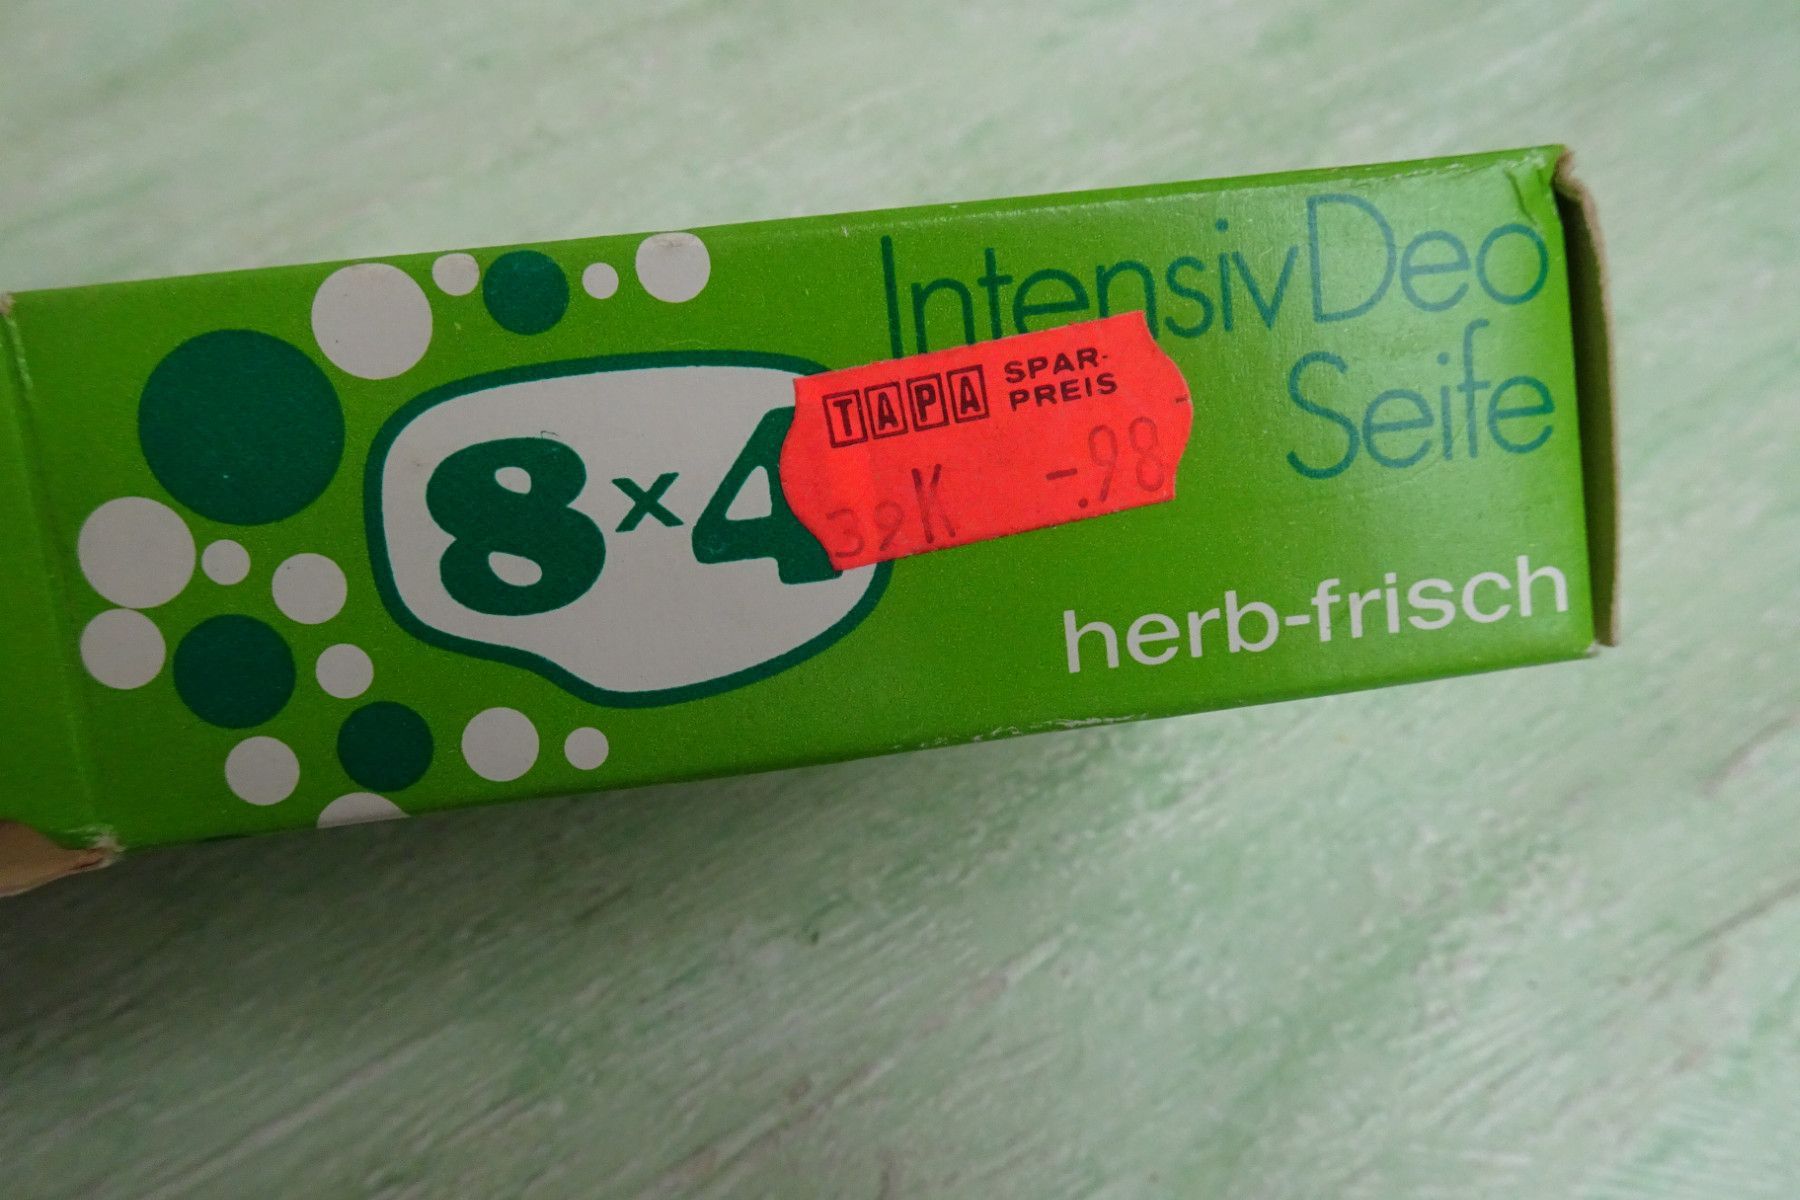 IntensivDeo
Seife
8x4
TAPA SPAR-
PREIS
32K -.98
herb-frisch